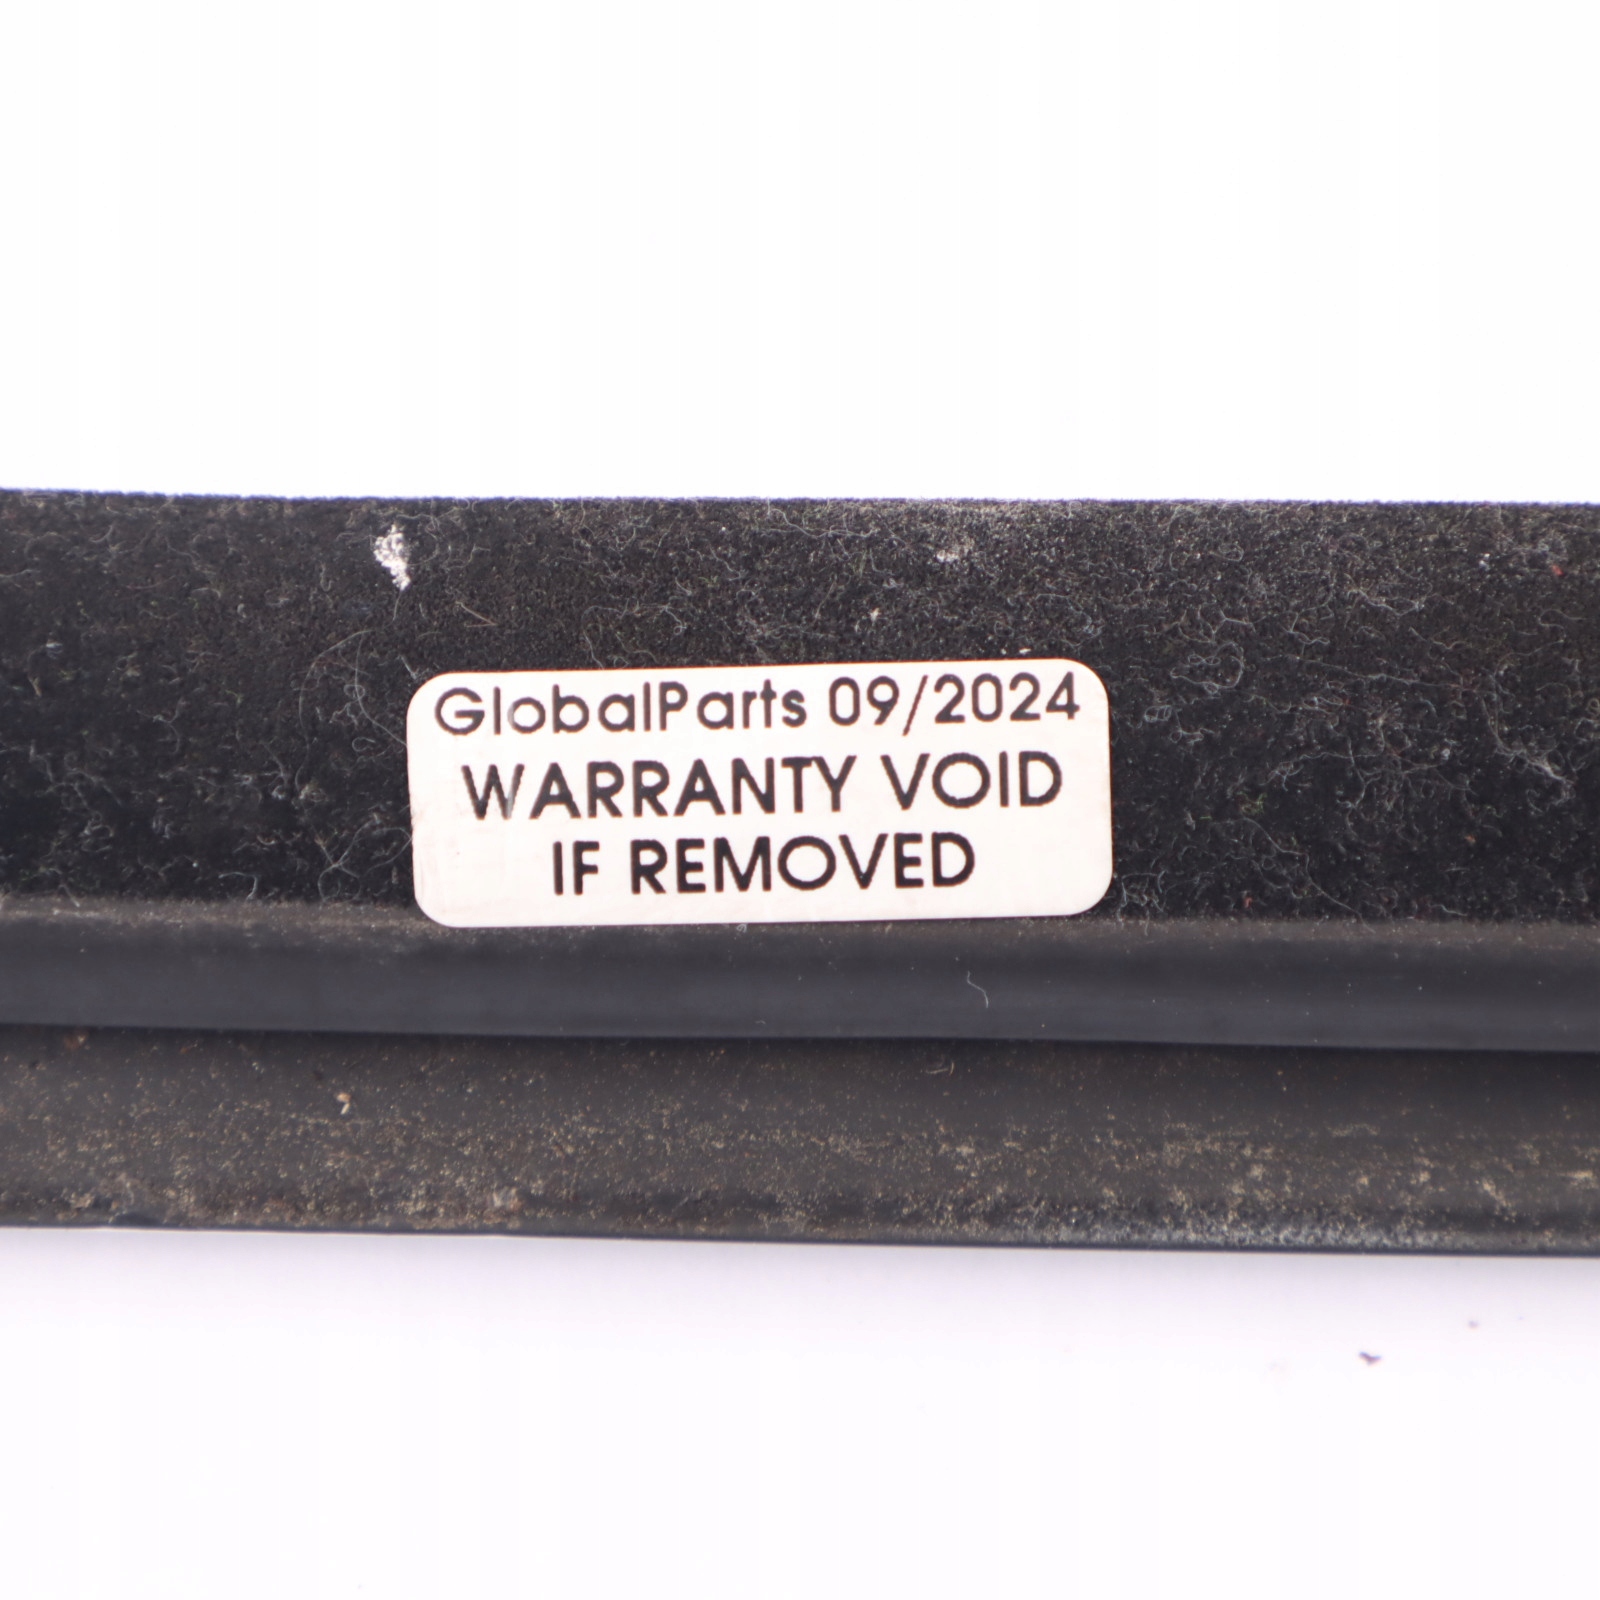 GlobalParts 09/2024
WARRANTY VOID
IF REMOVED